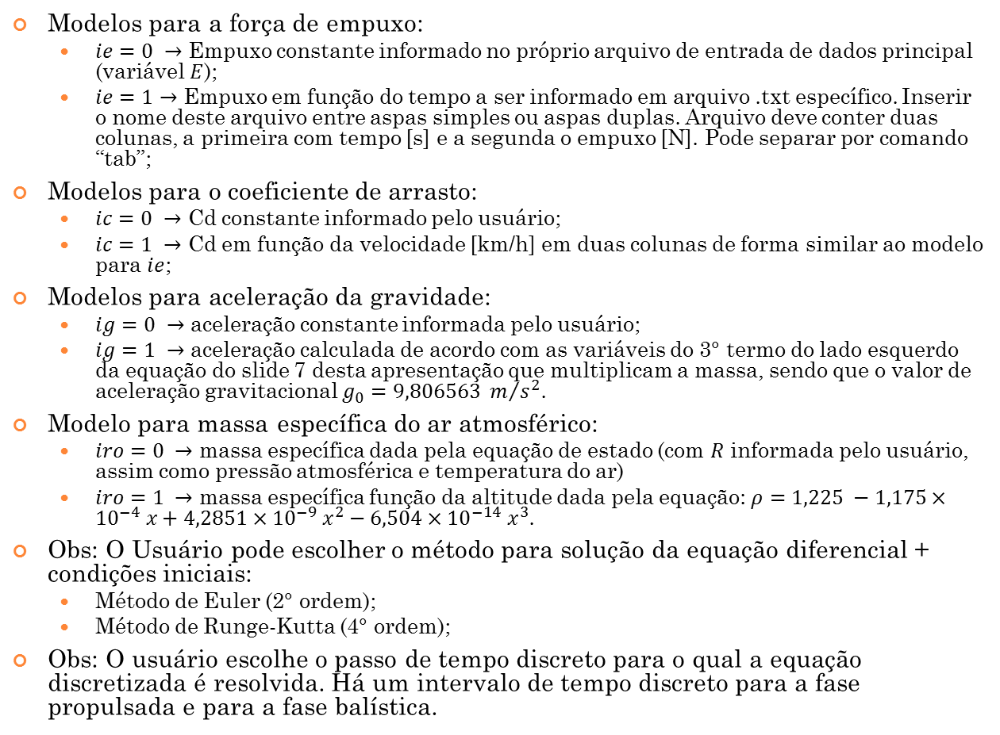 Modelos para a força de empuxo:
ie = 0 → Empuxo constante informado no próprio arquivo de entrada de dados principal
(variável E);
ie = 1 → Empuxo em função do tempo a ser informado em arquivo .txt específico. Inserir
o nome deste arquivo entre aspas simples ou aspas duplas. Arquivo deve conter duas
colunas, a primeira com tempo [s] e a segunda o empuxo [N]. Pode separar por comando
“tab”;
Modelos para o coeficiente de arrasto:
ic = 0 → Cd constante informado pelo usuário;
ic = 1 → Cd em função da velocidade [km/h] em duas colunas de forma similar ao modelo
para ie;
Modelos para aceleração da gravidade:
ig = 0 → aceleração constante informada pelo usuário;
ig = 1 → aceleração calculada de acordo com as variáveis do 3° termo do lado esquerdo
da equação do slide 7 desta apresentação que multiplicam a massa, sendo que o valor de
aceleração gravitacional g₀ = 9,806563 m/s².
Modelo para massa específica do ar atmosférico:
iro = 0 → massa específica dada pela equação de estado (com R informada pelo usuário,
assim como pressão atmosférica e temperatura do ar)
iro = 1 → massa específica função da altitude dada pela equação: ρ = 1,225 − 1,175 ×
10⁻⁴ x + 4,2851 × 10⁻⁹ x² − 6,504 × 10⁻¹⁴ x³.
Obs: O Usuário pode escolher o método para solução da equação diferencial +
condições iniciais:
Método de Euler (2° ordem);
Método de Runge-Kutta (4° ordem);
Obs: O usuário escolhe o passo de tempo discreto para o qual a equação
discretizada é resolvida. Há um intervalo de tempo discreto para a fase
propulsada e para a fase balística.